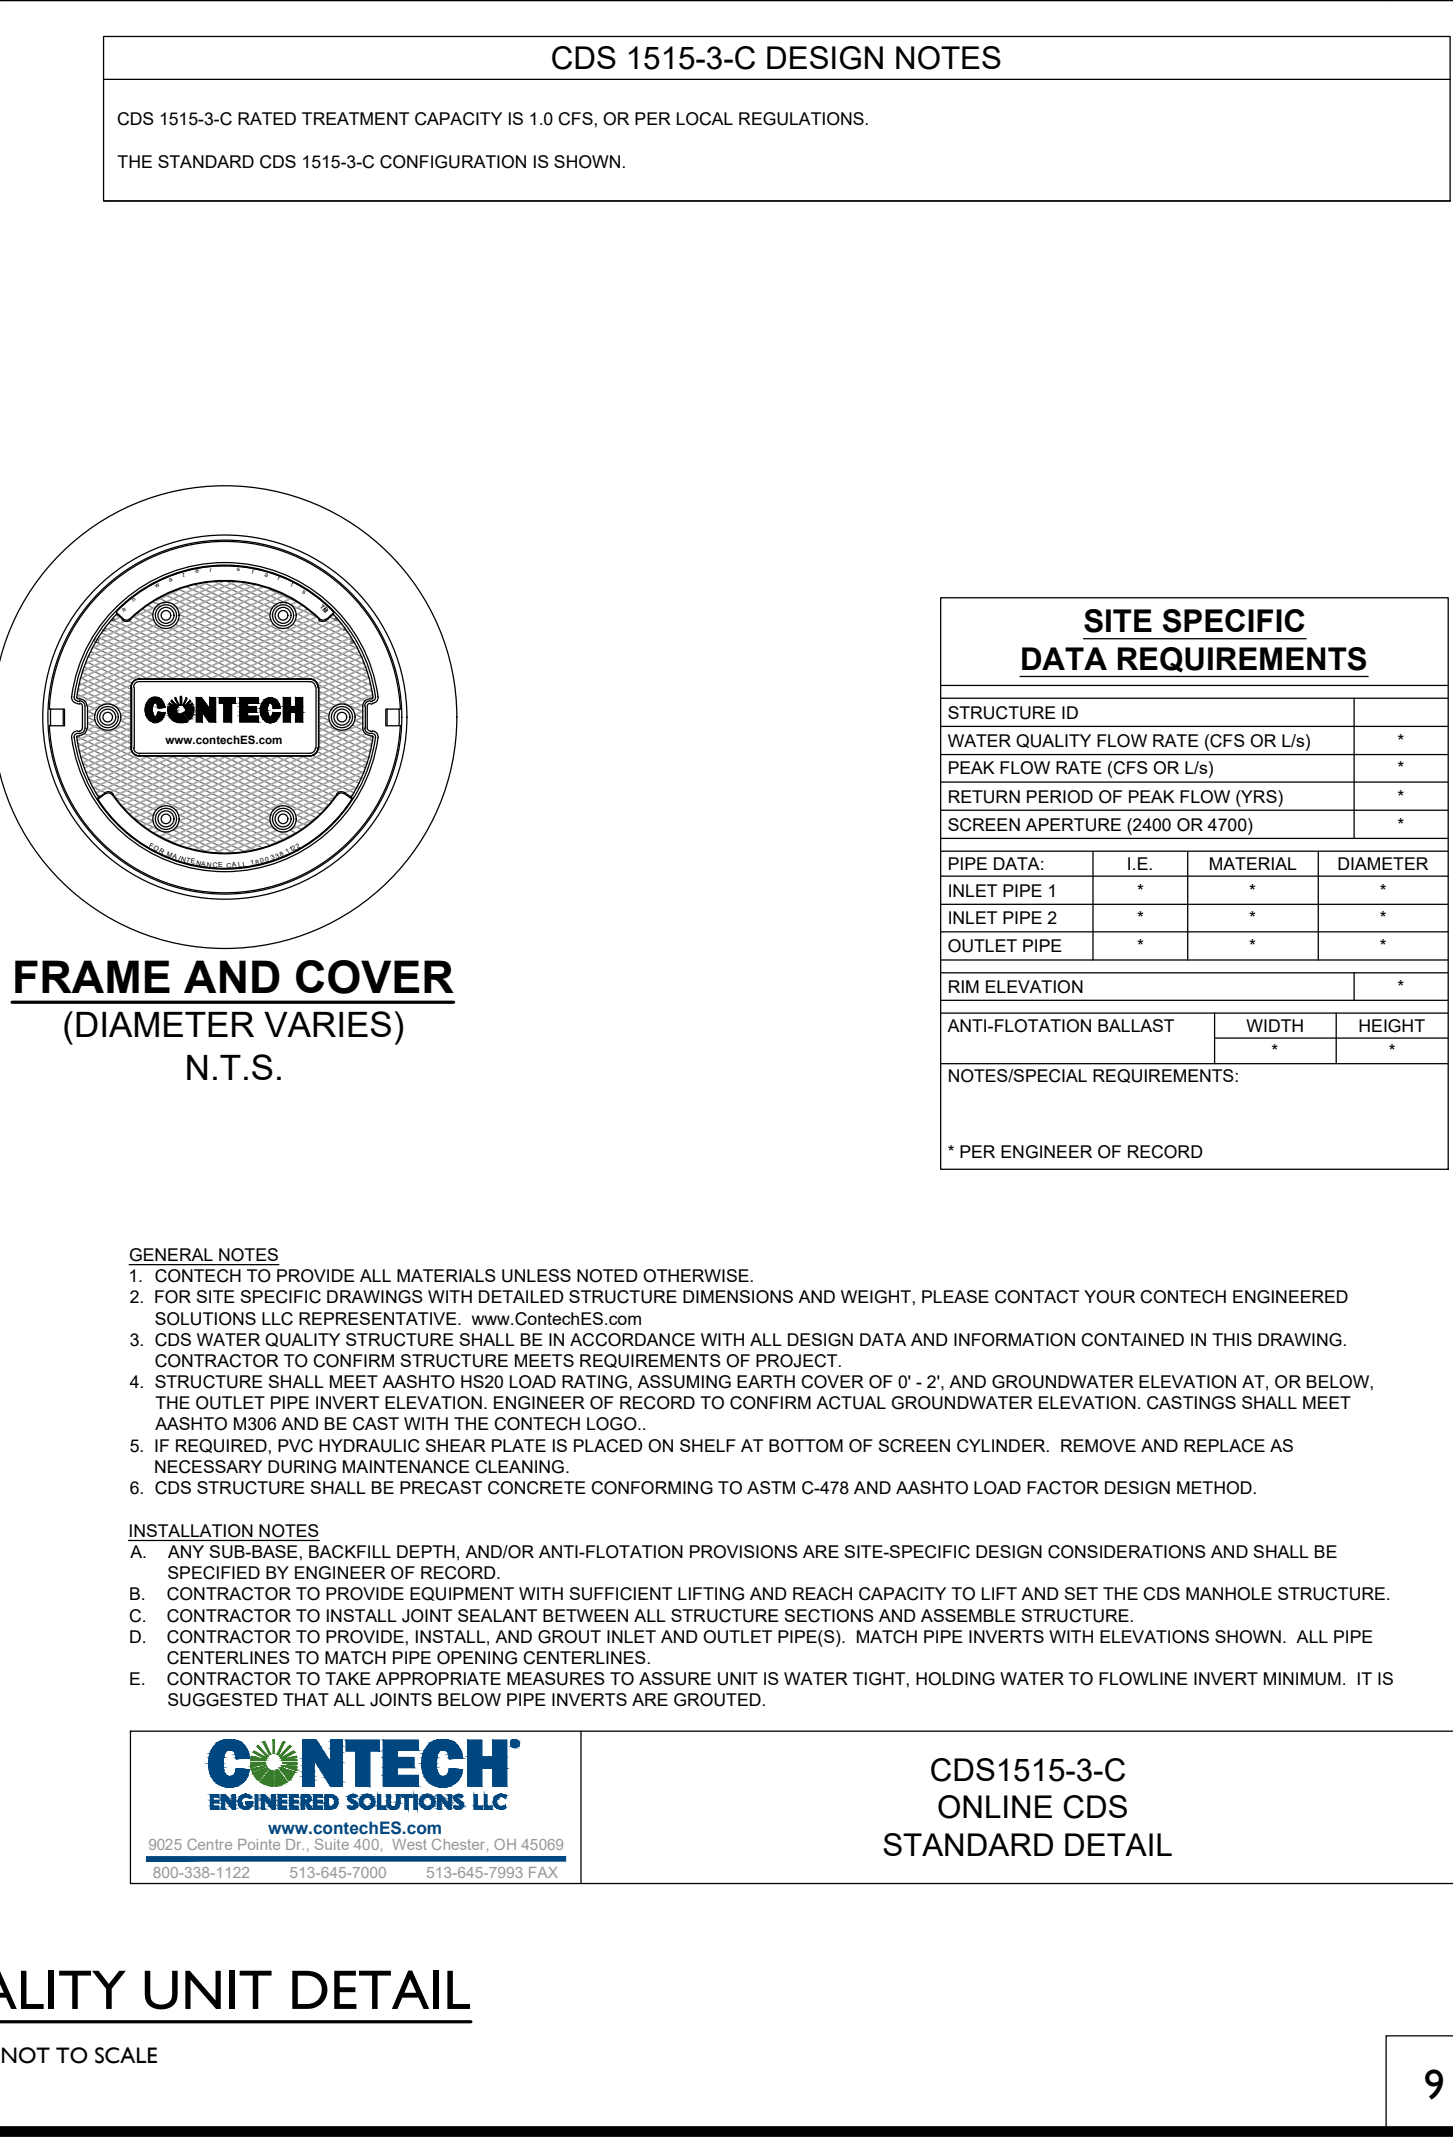 CDS 1515-3-C DESIGN NOTES
CDS 1515-3-C RATED TREATMENT CAPACITY IS 1.0 CFS, OR PER LOCAL REGULATIONS.
THE STANDARD CDS 1515-3-C CONFIGURATION IS SHOWN.
CONTECH
www.contechES.com
FOR MAINTENANCE CALL 1 800 338 1122
FRAME AND COVER
(DIAMETER VARIES)
N.T.S.
SITE SPECIFIC
DATA REQUIREMENTS
STRUCTURE ID
WATER QUALITY FLOW RATE (CFS OR L/s) *
PEAK FLOW RATE (CFS OR L/s) *
RETURN PERIOD OF PEAK FLOW (YRS) *
SCREEN APERTURE (2400 OR 4700) *
PIPE DATA: I.E. MATERIAL DIAMETER
INLET PIPE 1 * * *
INLET PIPE 2 * * *
OUTLET PIPE * * *
RIM ELEVATION *
ANTI-FLOTATION BALLAST WIDTH HEIGHT
* *
NOTES/SPECIAL REQUIREMENTS:
* PER ENGINEER OF RECORD
GENERAL NOTES
1. CONTECH TO PROVIDE ALL MATERIALS UNLESS NOTED OTHERWISE.
2. FOR SITE SPECIFIC DRAWINGS WITH DETAILED STRUCTURE DIMENSIONS AND WEIGHT, PLEASE CONTACT YOUR CONTECH ENGINEERED
SOLUTIONS LLC REPRESENTATIVE. www.ContechES.com
3. CDS WATER QUALITY STRUCTURE SHALL BE IN ACCORDANCE WITH ALL DESIGN DATA AND INFORMATION CONTAINED IN THIS DRAWING.
CONTRACTOR TO CONFIRM STRUCTURE MEETS REQUIREMENTS OF PROJECT.
4. STRUCTURE SHALL MEET AASHTO HS20 LOAD RATING, ASSUMING EARTH COVER OF 0' - 2', AND GROUNDWATER ELEVATION AT, OR BELOW,
THE OUTLET PIPE INVERT ELEVATION. ENGINEER OF RECORD TO CONFIRM ACTUAL GROUNDWATER ELEVATION. CASTINGS SHALL MEET
AASHTO M306 AND BE CAST WITH THE CONTECH LOGO..
5. IF REQUIRED, PVC HYDRAULIC SHEAR PLATE IS PLACED ON SHELF AT BOTTOM OF SCREEN CYLINDER. REMOVE AND REPLACE AS
NECESSARY DURING MAINTENANCE CLEANING.
6. CDS STRUCTURE SHALL BE PRECAST CONCRETE CONFORMING TO ASTM C-478 AND AASHTO LOAD FACTOR DESIGN METHOD.
INSTALLATION NOTES
A. ANY SUB-BASE, BACKFILL DEPTH, AND/OR ANTI-FLOTATION PROVISIONS ARE SITE-SPECIFIC DESIGN CONSIDERATIONS AND SHALL BE
SPECIFIED BY ENGINEER OF RECORD.
B. CONTRACTOR TO PROVIDE EQUIPMENT WITH SUFFICIENT LIFTING AND REACH CAPACITY TO LIFT AND SET THE CDS MANHOLE STRUCTURE.
C. CONTRACTOR TO INSTALL JOINT SEALANT BETWEEN ALL STRUCTURE SECTIONS AND ASSEMBLE STRUCTURE.
D. CONTRACTOR TO PROVIDE, INSTALL, AND GROUT INLET AND OUTLET PIPE(S). MATCH PIPE INVERTS WITH ELEVATIONS SHOWN. ALL PIPE
CENTERLINES TO MATCH PIPE OPENING CENTERLINES.
E. CONTRACTOR TO TAKE APPROPRIATE MEASURES TO ASSURE UNIT IS WATER TIGHT, HOLDING WATER TO FLOWLINE INVERT MINIMUM. IT IS
SUGGESTED THAT ALL JOINTS BELOW PIPE INVERTS ARE GROUTED.
CONTECH
ENGINEERED SOLUTIONS LLC
www.contechES.com
9025 Centre Pointe Dr., Suite 400, West Chester, OH 45069
800-338-1122 513-645-7000 513-645-7993 FAX
CDS1515-3-C
ONLINE CDS
STANDARD DETAIL
ALITY UNIT DETAIL
NOT TO SCALE
9